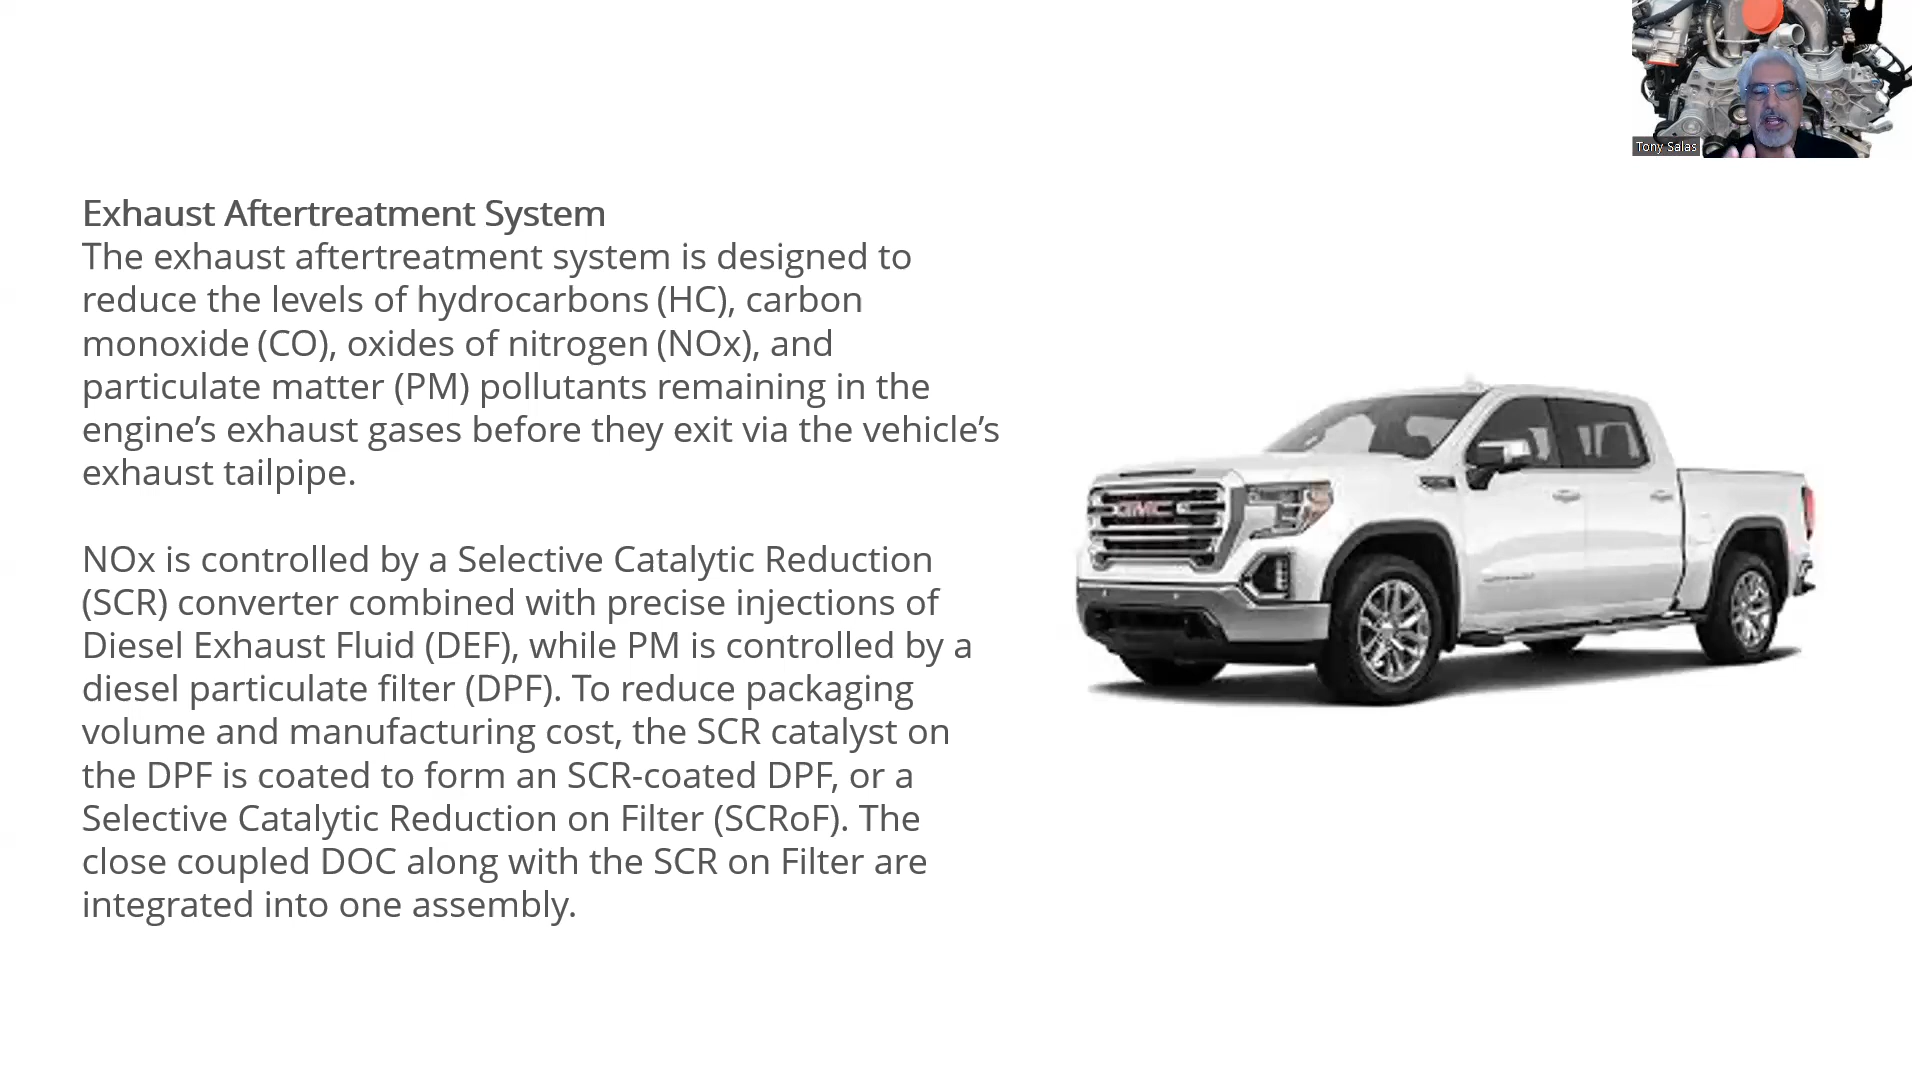 Tony Salas
Exhaust Aftertreatment System
The exhaust aftertreatment system is designed to
reduce the levels of hydrocarbons (HC), carbon
monoxide (CO), oxides of nitrogen (NOx), and
particulate matter (PM) pollutants remaining in the
engine’s exhaust gases before they exit via the vehicle’s
exhaust tailpipe.
NOx is controlled by a Selective Catalytic Reduction
(SCR) converter combined with precise injections of
Diesel Exhaust Fluid (DEF), while PM is controlled by a
diesel particulate filter (DPF). To reduce packaging
volume and manufacturing cost, the SCR catalyst on
the DPF is coated to form an SCR-coated DPF, or a
Selective Catalytic Reduction on Filter (SCRoF). The
close coupled DOC along with the SCR on Filter are
integrated into one assembly.
GMC